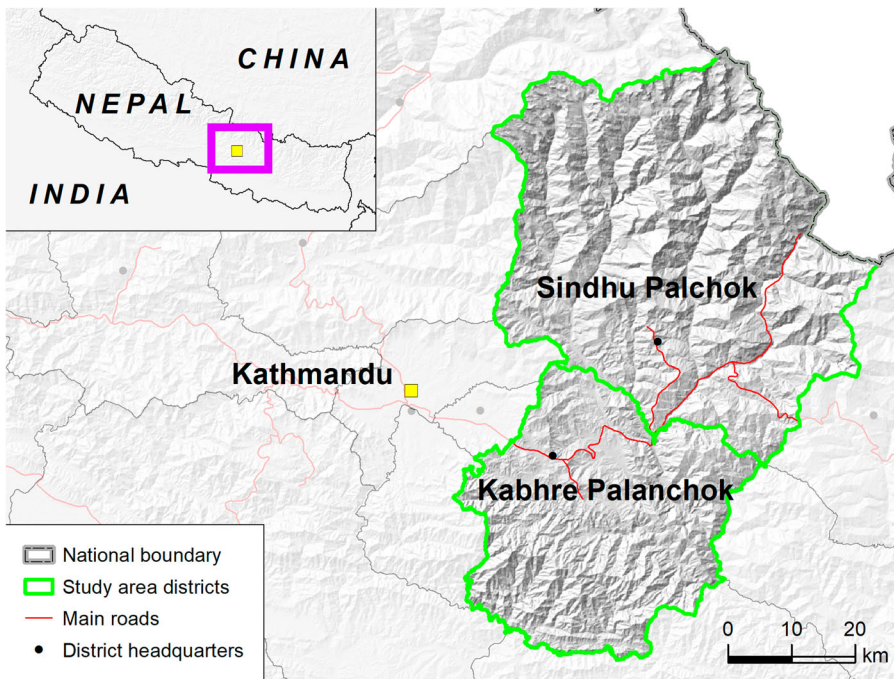 CHINA
NEPAL
INDIA
Sindhu Palchok
Kathmandu
Kabhre Palanchok
National boundary
Study area districts
Main roads
District headquarters
0 10 20
km